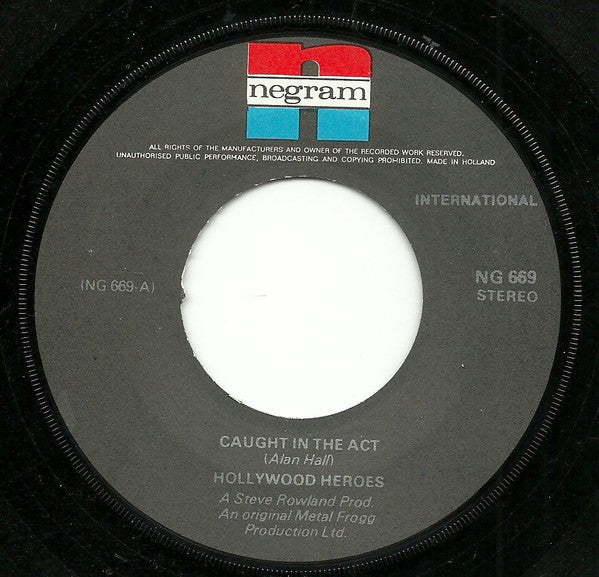 negram
ALL RIGHTS OF THE MANUFACTURERS AND OWNER OF THE RECORDED WORK RESERVED.
UNAUTHORISED PUBLIC PERFORMANCE, BROADCASTING AND COPYING PROHIBITED. MADE IN HOLLAND
INTERNATIONAL
(NG 669-A)
NG 669
STEREO
CAUGHT IN THE ACT
(Alan Hall)
HOLLYWOOD HEROES
A Steve Rowland Prod.
An original Metal Frogg
Production Ltd.